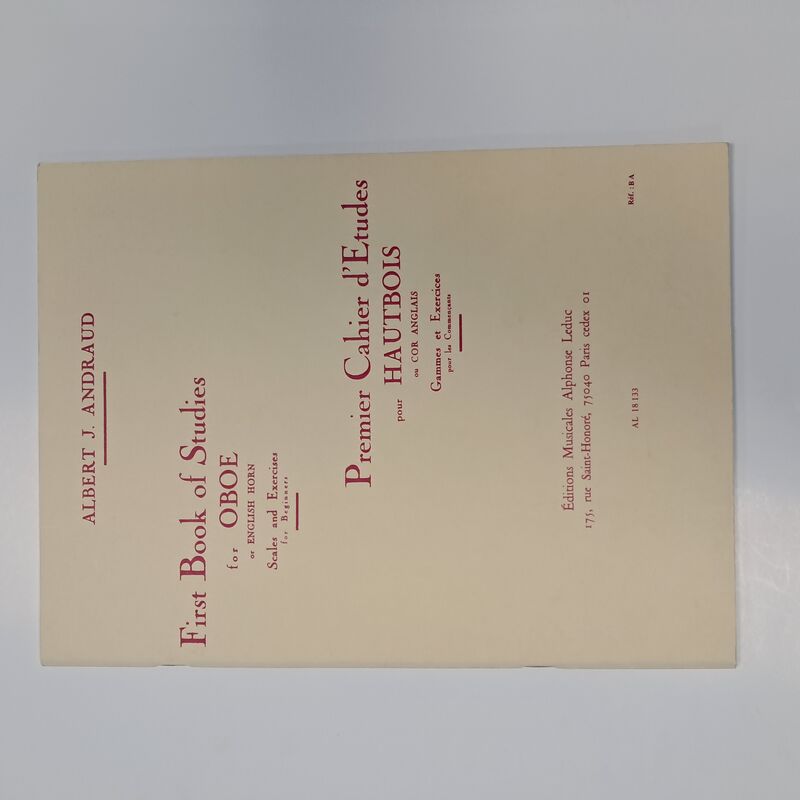 ALBERT J. ANDRAUD
First Book of Studies
for OBOE
or ENGLISH HORN
Scales and Exercises
for Beginners
Premier Cahier d'Etudes
pour HAUTBOIS
ou COR ANGLAIS
Gammes et Exercices
pour les Commençants
Éditions Musicales Alphonse Leduc
175, rue Saint-Honoré, 75040 Paris cedex 01
AL 18 133
Réf. : BA